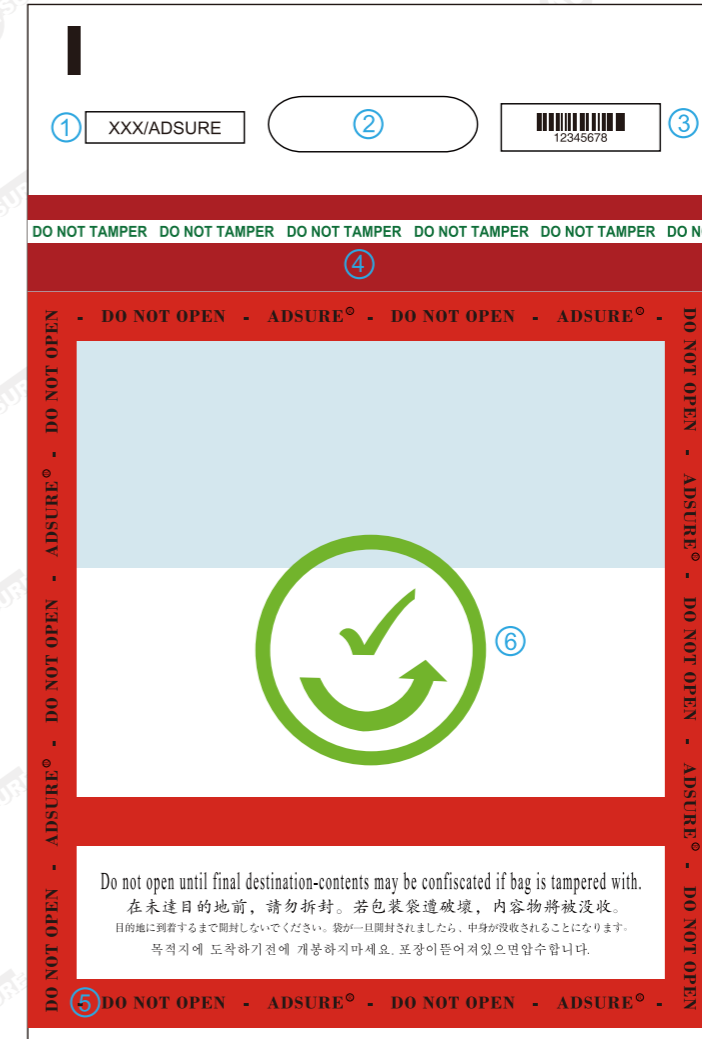 ① XXX/ADSURE ② 12345678 ③
DO NOT TAMPER DO NOT TAMPER DO NOT TAMPER DO NOT TAMPER DO NOT TAMPER
④
- DO NOT OPEN - ADSURE® - DO NOT OPEN - ADSURE® -
DO NOT OPEN - ADSURE® - DO NOT OPEN - ADSURE® - DO NOT OPEN
DO NOT OPEN - ADSURE® - DO NOT OPEN - ADSURE® - DO NOT OPEN
⑥
Do not open until final destination-contents may be confiscated if bag is tampered with.
在未達目的地前，請勿拆封。若包裝袋遭破壞，內容物將被没收。
目的地に到着するまで開封しないでください。袋が一旦開封されましたら、中身が没收されることになります。
목적지에 도착하기전에 개봉하지마세요. 포장이뜯어져있으면압수합니다.
⑤ - DO NOT OPEN - ADSURE® - DO NOT OPEN - ADSURE® -